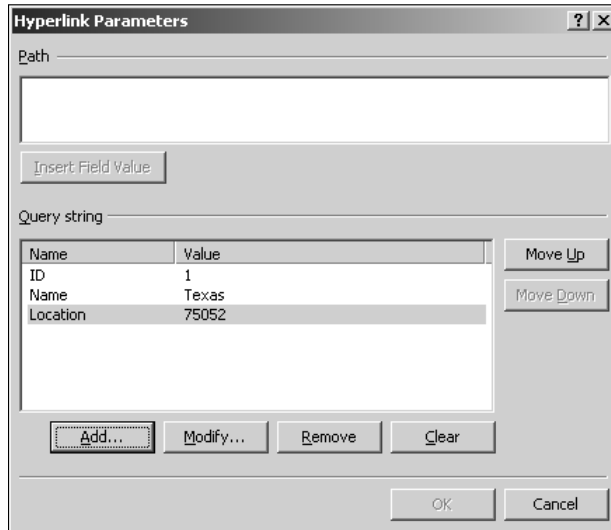 Hyperlink Parameters
Path
Insert Field Value
Query string
Name Value
ID 1
Name Texas
Location 75052
Move Up
Move Down
Add... Modify... Remove Clear
OK Cancel